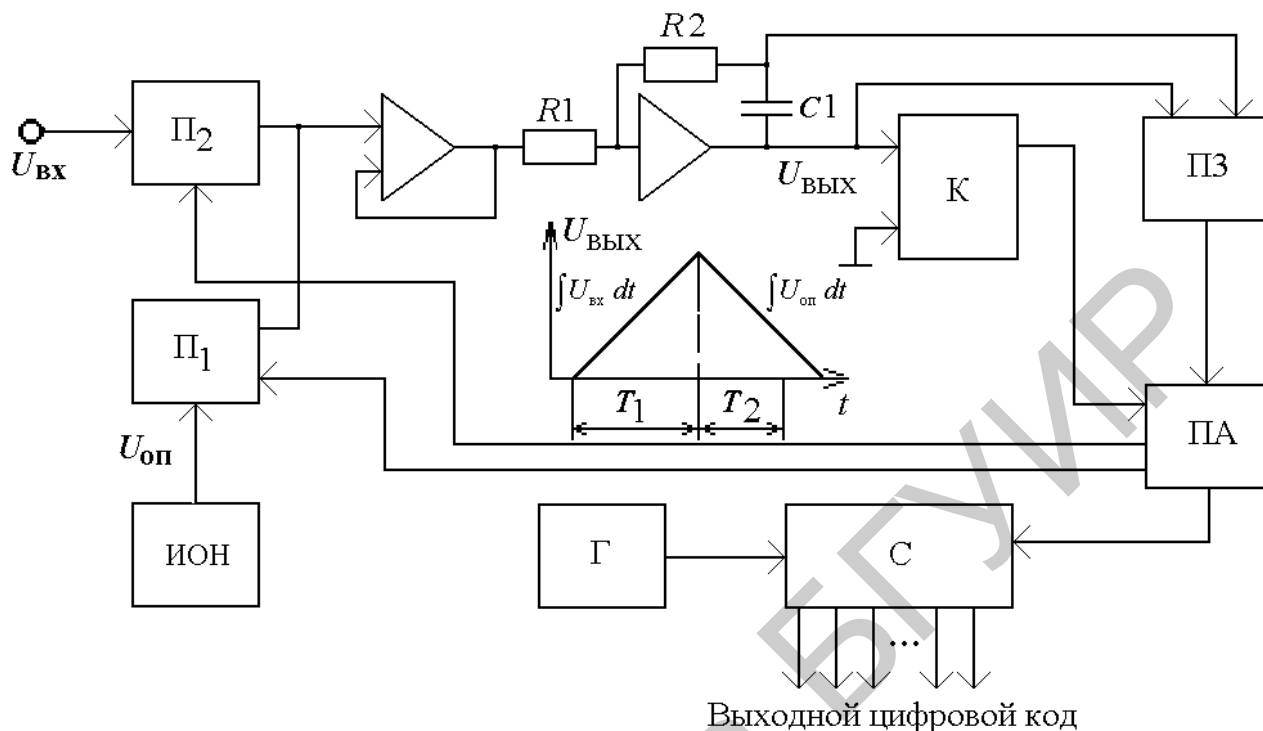 R2
R1
C1
П2
Uвх
Uвых
К
П3
Uвых
∫Uвх dt
∫Uоп dt
П1
T1
T2
t
Uоп
ПА
ИОН
Г
С
...
Выходной цифровой код
БГУИР